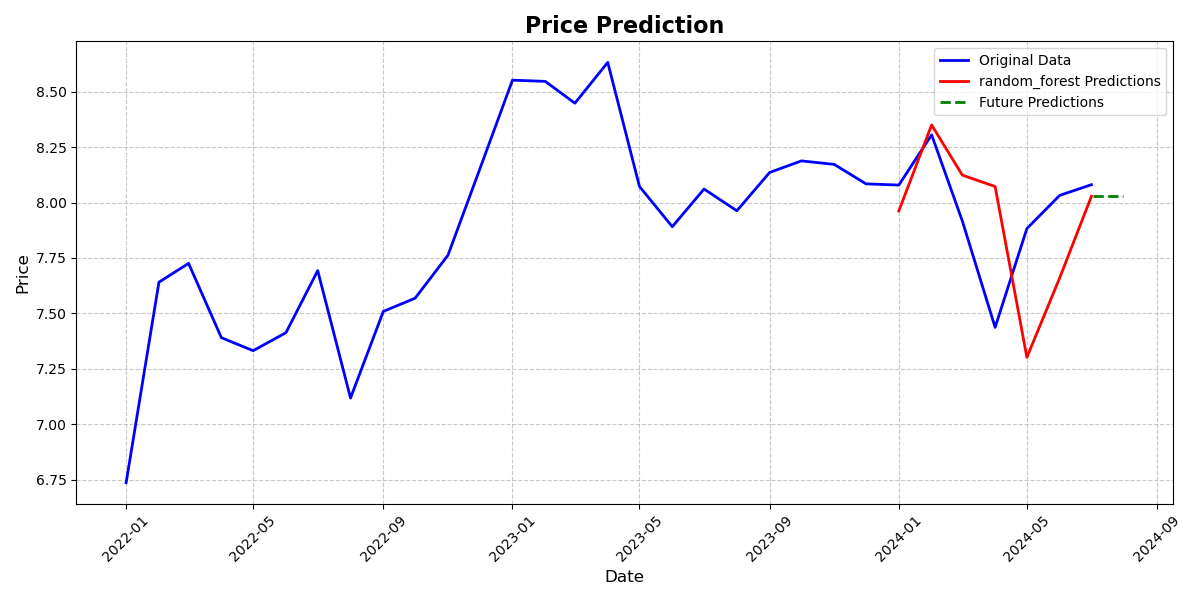 Price Prediction
Original Data
random_forest Predictions
Future Predictions
Price
8.50
8.25
8.00
7.75
7.50
7.25
7.00
6.75
2022-01
2022-05
2022-09
2023-01
2023-05
2023-09
2024-01
2024-05
2024-09
Date